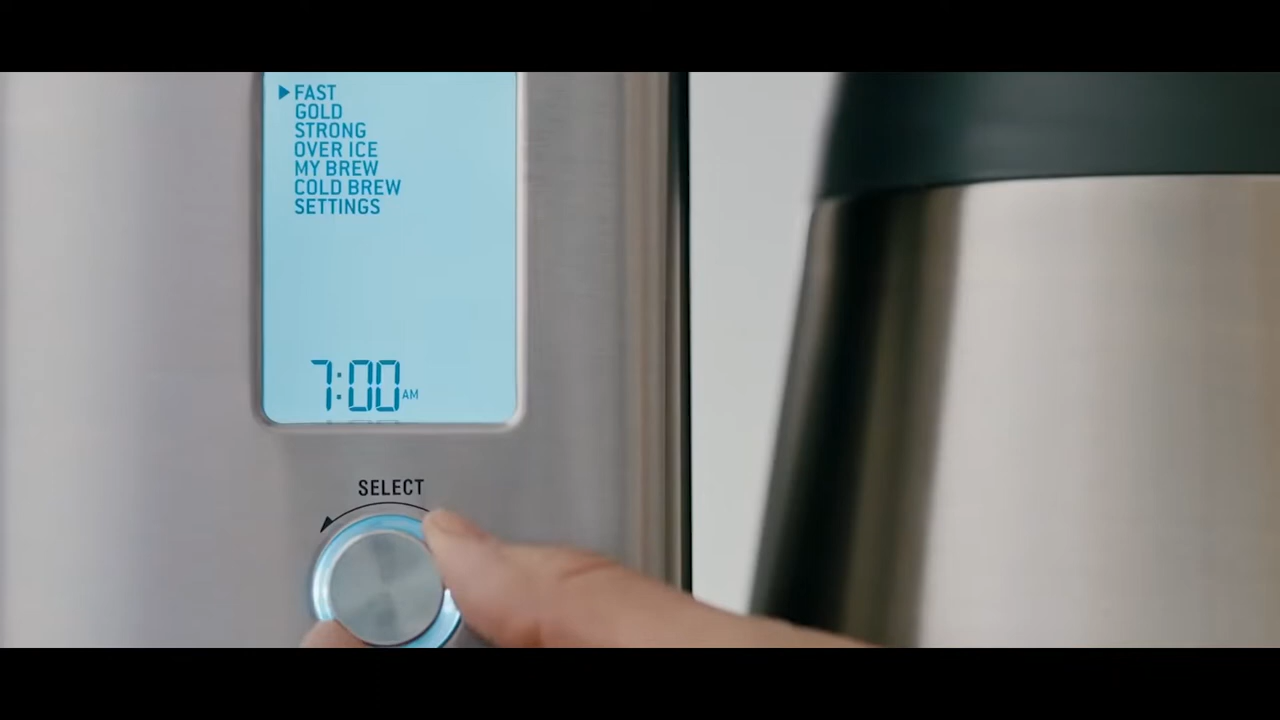 FAST
GOLD
STRONG
OVER ICE
MY BREW
COLD BREW
SETTINGS
7:00 AM
SELECT